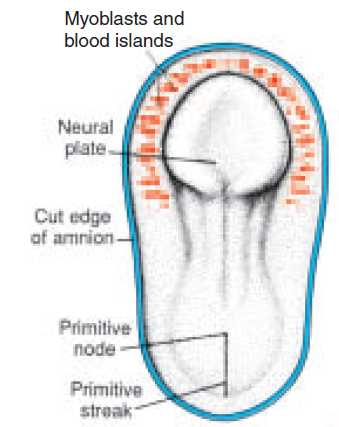 Myoblasts and
blood islands
Neural
plate
Cut edge
of amnion
Primitive
node
Primitive
streak